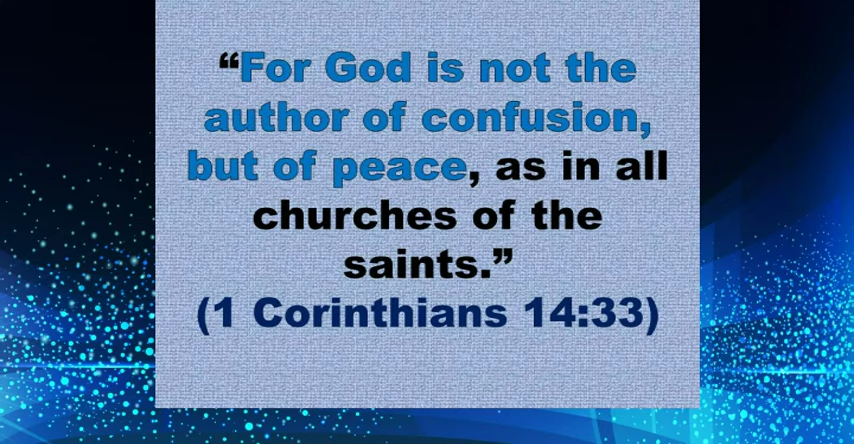 “For God is not the
author of confusion,
but of peace, as in all
churches of the
saints.”
(1 Corinthians 14:33)